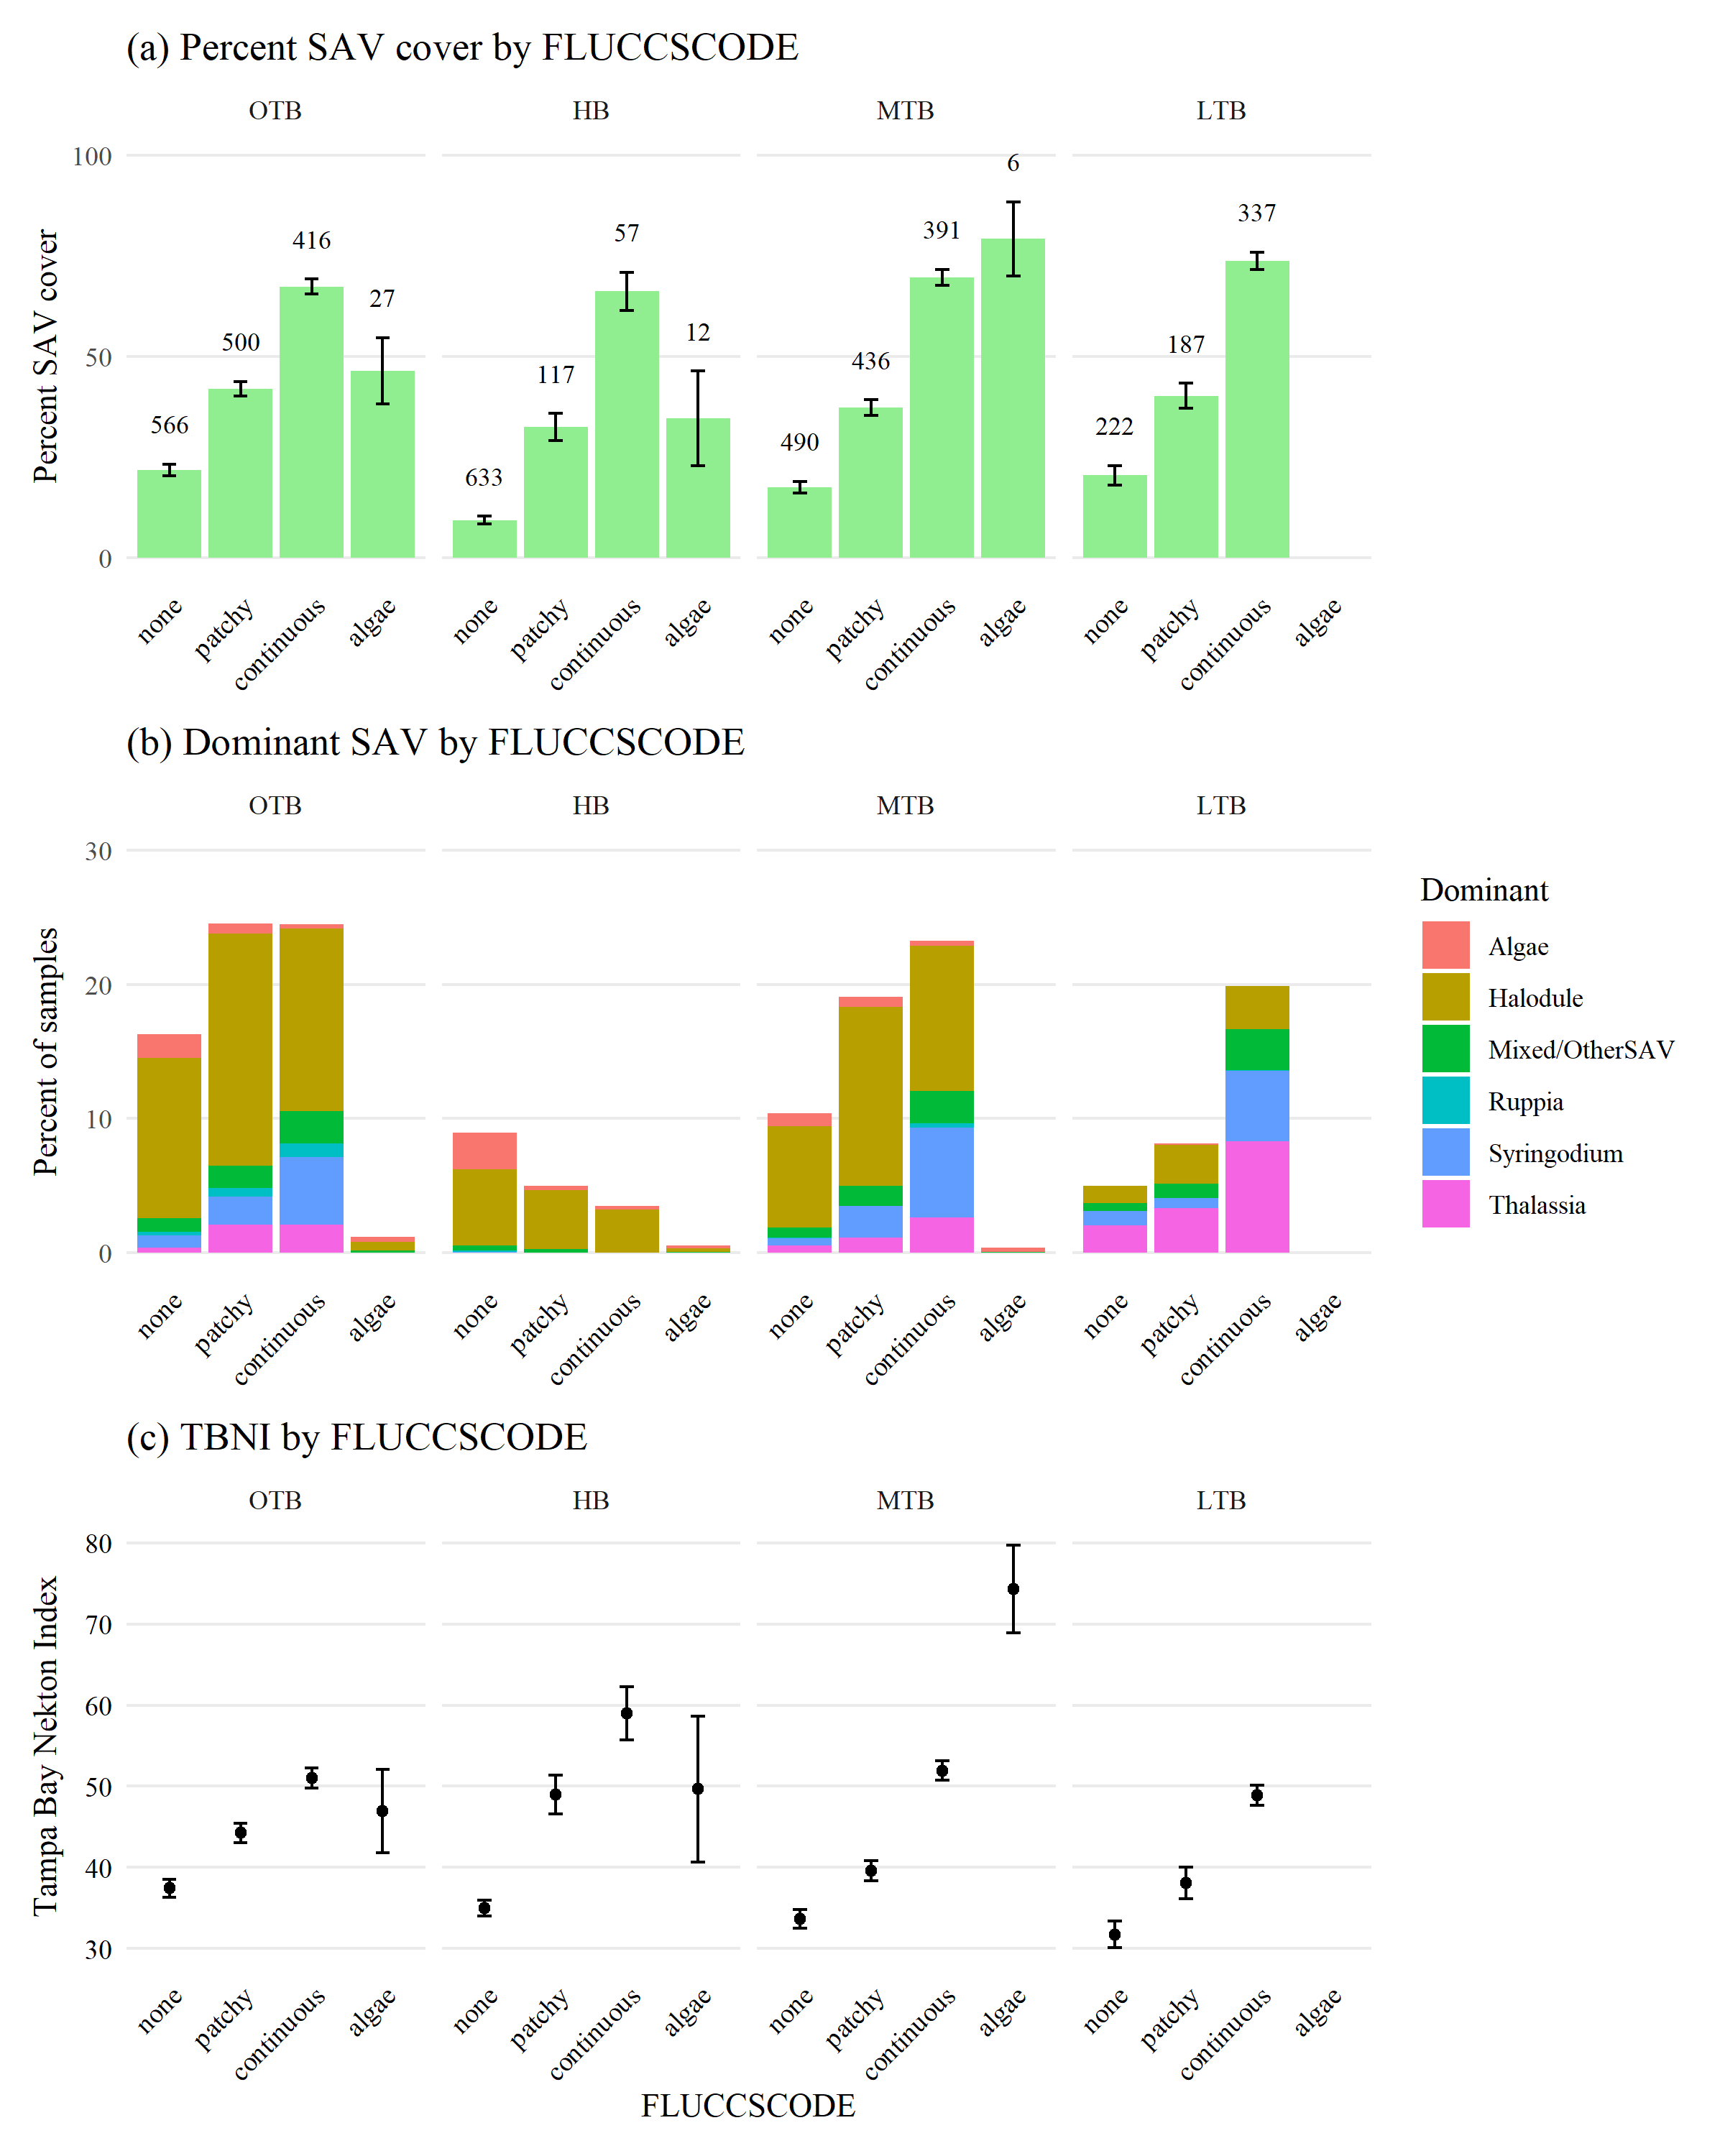 (a) Percent SAV cover by FLUCCSCODE
OTB HB MTB LTB
Percent SAV cover
100
50
0
566 500 416 27
633 117 57 12
490 436 391 6
222 187 337
none patchy continuous algae none patchy continuous algae none patchy continuous algae none patchy continuous algae
(b) Dominant SAV by FLUCCSCODE
OTB HB MTB LTB
Percent of samples
30
20
10
0
none patchy continuous algae none patchy continuous algae none patchy continuous algae none patchy continuous algae
Dominant
Algae
Halodule
Mixed/OtherSAV
Ruppia
Syringodium
Thalassia
(c) TBNI by FLUCCSCODE
OTB HB MTB LTB
Tampa Bay Nekton Index
80
70
60
50
40
30
none patchy continuous algae none patchy continuous algae none patchy continuous algae none patchy continuous algae
FLUCCSCODE